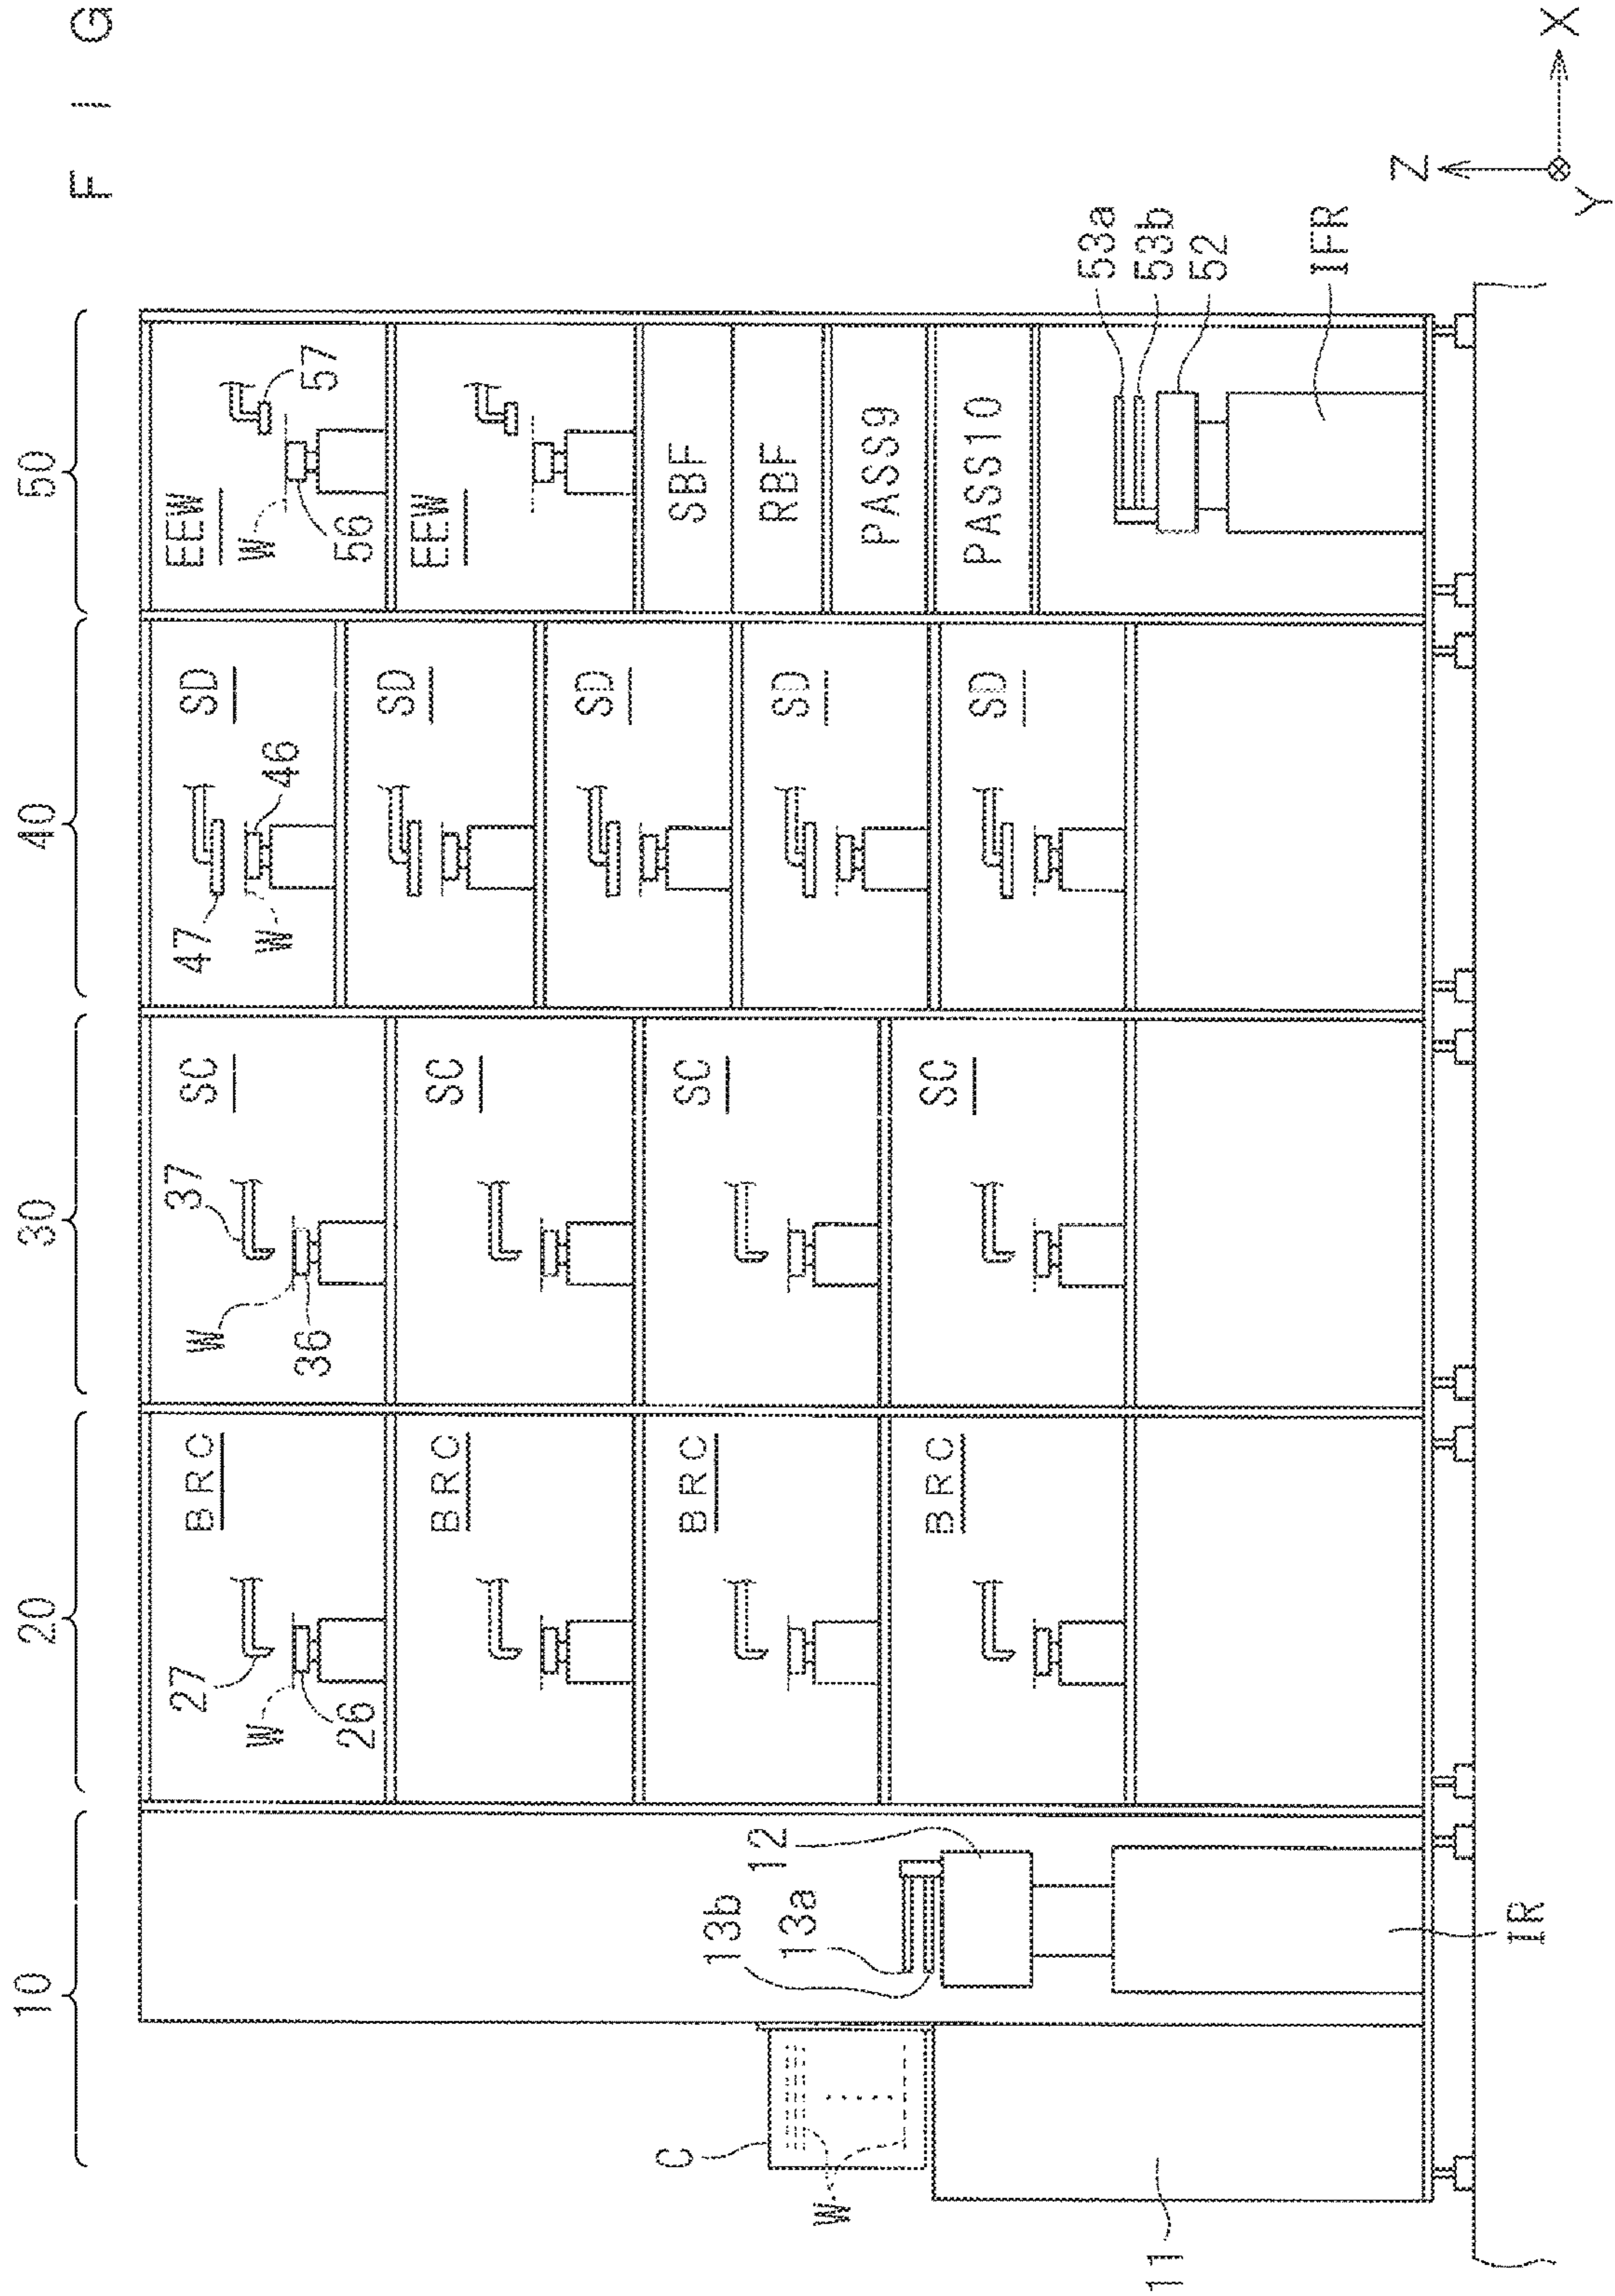 F I G
10
20
30
40
50
BRC
27
W
26
BRC
BRC
BRC
SC
37
W
36
SC
SC
SC
SD
47
46
W
SD
SD
SD
SD
EEW
W
57
56
EEW
SBF
RBF
PASS9
PASS10
53a
53b
52
IFR
C
W
11
13b
13a
12
IR
Z
X
Y